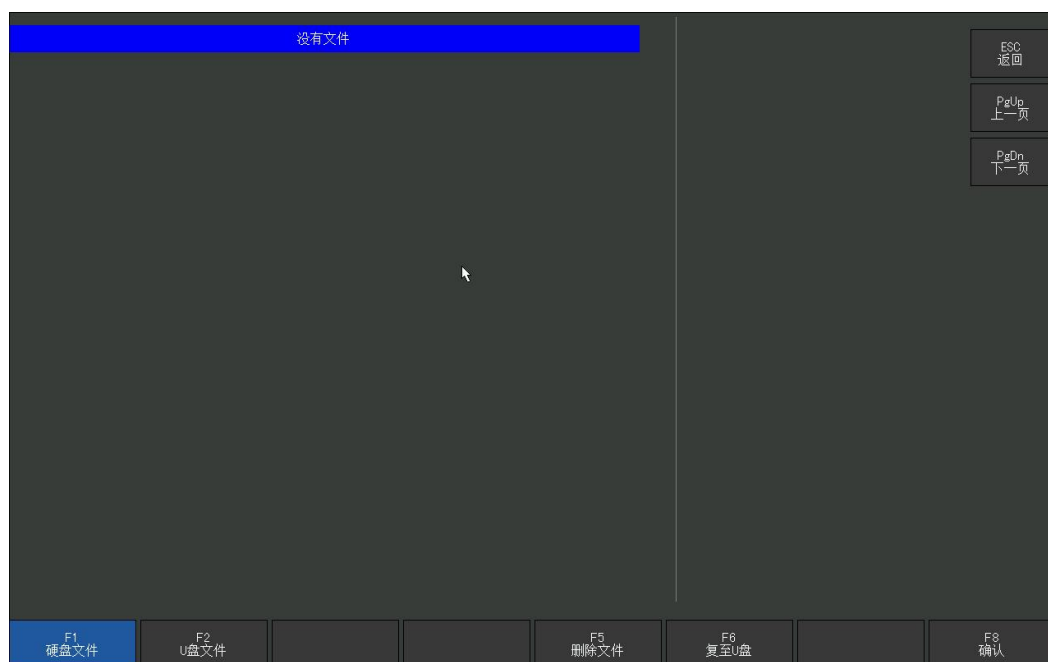 没有文件
ESC
返回
PgUp
上一页
PgDn
下一页
F1
硬盘文件
F2
U盘文件
F5
删除文件
F6
复至U盘
F8
确认